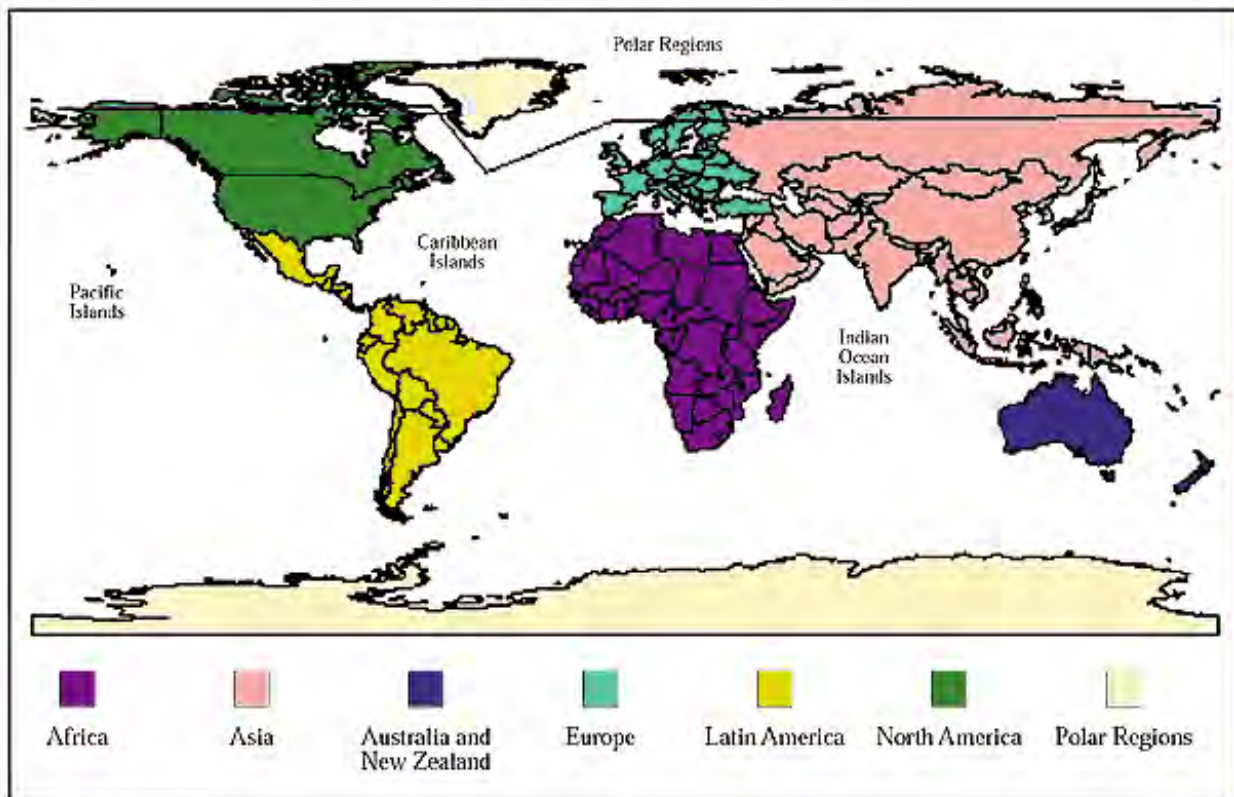 Polar Regions
Caribbean
Islands
Pacific
Islands
Indian
Ocean
Islands
Africa
Asia
Australia and
New Zealand
Europe
Latin America
North America
Polar Regions